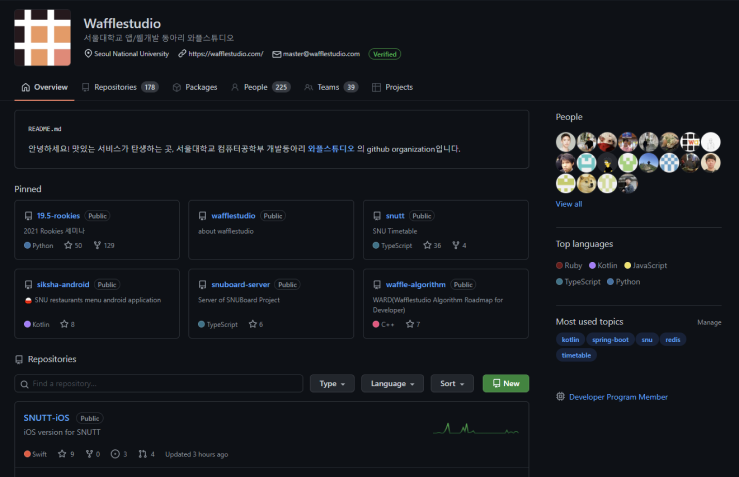 Wafflestudio
서울대학교 앱/웹개발 동아리 와플스튜디오
Seoul National University https://wafflestudio.com/ master@wafflestudio.com Verified
Overview Repositories 178 Packages People 225 Teams 39 Projects
README.md
안녕하세요! 맛있는 서비스가 탄생하는 곳, 서울대학교 컴퓨터공학부 개발동아리 와플스튜디오 의 github organization입니다.
Pinned
19.5-rookies Public
2021 Rookies 세미나
Python 50 129
wafflestudio Public
about wafflestudio
snutt Public
SNU Timetable
TypeScript 36 4
siksha-android Public
SNU restaurants menu android application
Kotlin 8
snuboard-server Public
Server of SNUBoard Project
TypeScript 6
waffle-algorithm Public
WARD(Wafflestudio Algorithm Roadmap for
Developer)
C++ 7
Repositories
Find a repository...
Type Language Sort New
SNUTT-iOS Public
iOS version for SNUTT
Swift 9 0 3 4 Updated 3 hours ago
People
View all
Top languages
Ruby Kotlin JavaScript
TypeScript Python
Most used topics Manage
kotlin spring-boot snu redis
timetable
Developer Program Member